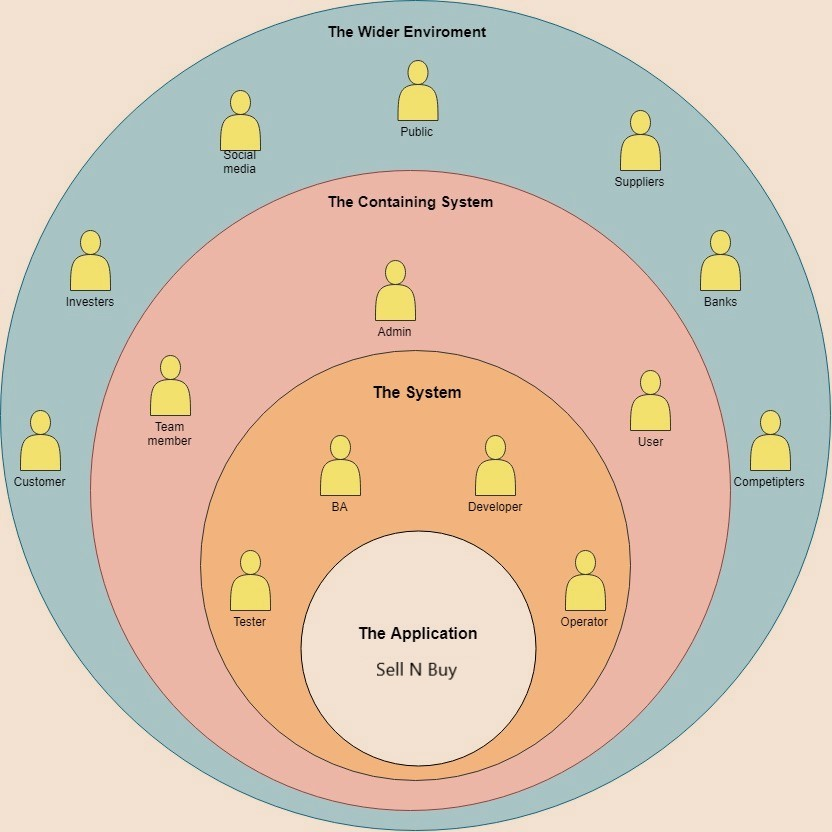 The Wider Enviroment
Public
Social
media
Suppliers
The Containing System
Investers
Banks
Admin
The System
Team
member
User
Customer
Competipters
BA
Developer
Tester
Operator
The Application
Sell N Buy